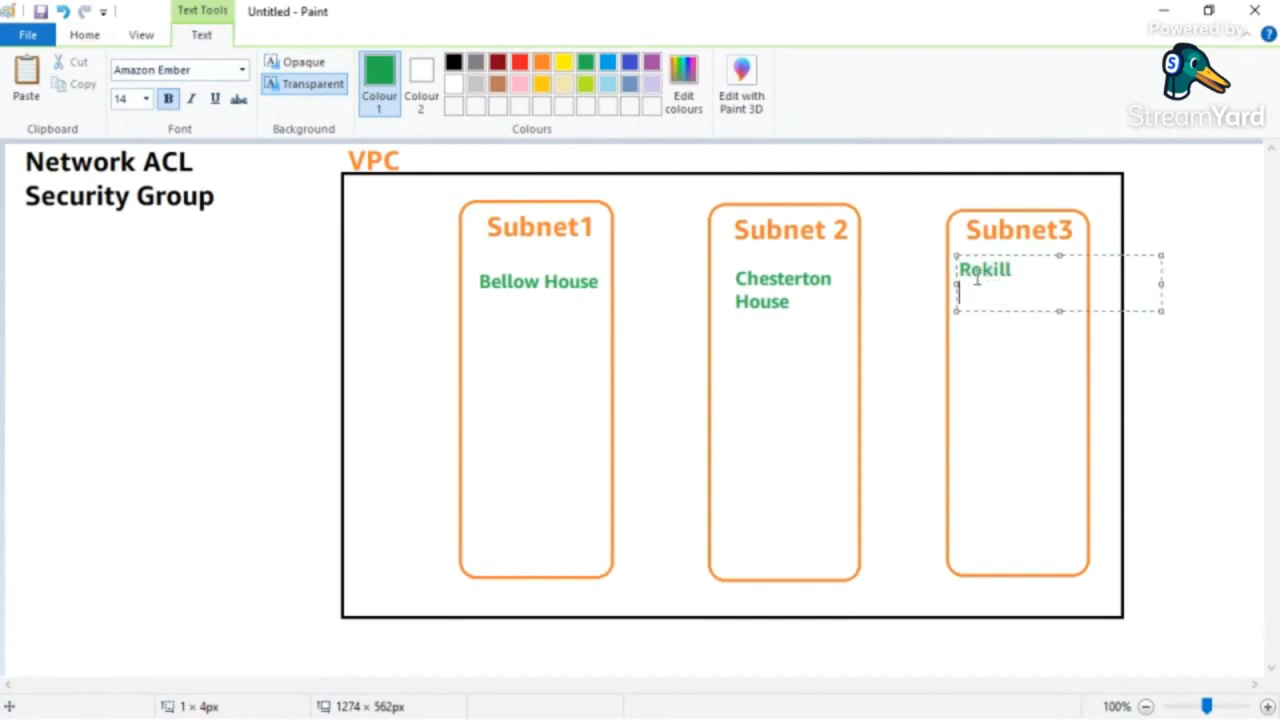 Text Tools
Untitled - Paint
Powered by
File
Home
View
Text
Paste
Cut
Copy
Amazon Ember
14
B I U abc
Opaque
Transparent
Colour 1
Colour 2
Edit colours
Edit with Paint 3D
Clipboard
Font
Background
Colours
S
StreamYard
Network ACL
Security Group
VPC
Subnet1
Subnet 2
Subnet3
Bellow House
Chesterton
House
Rokill
1 × 4px
1274 × 562px
100%